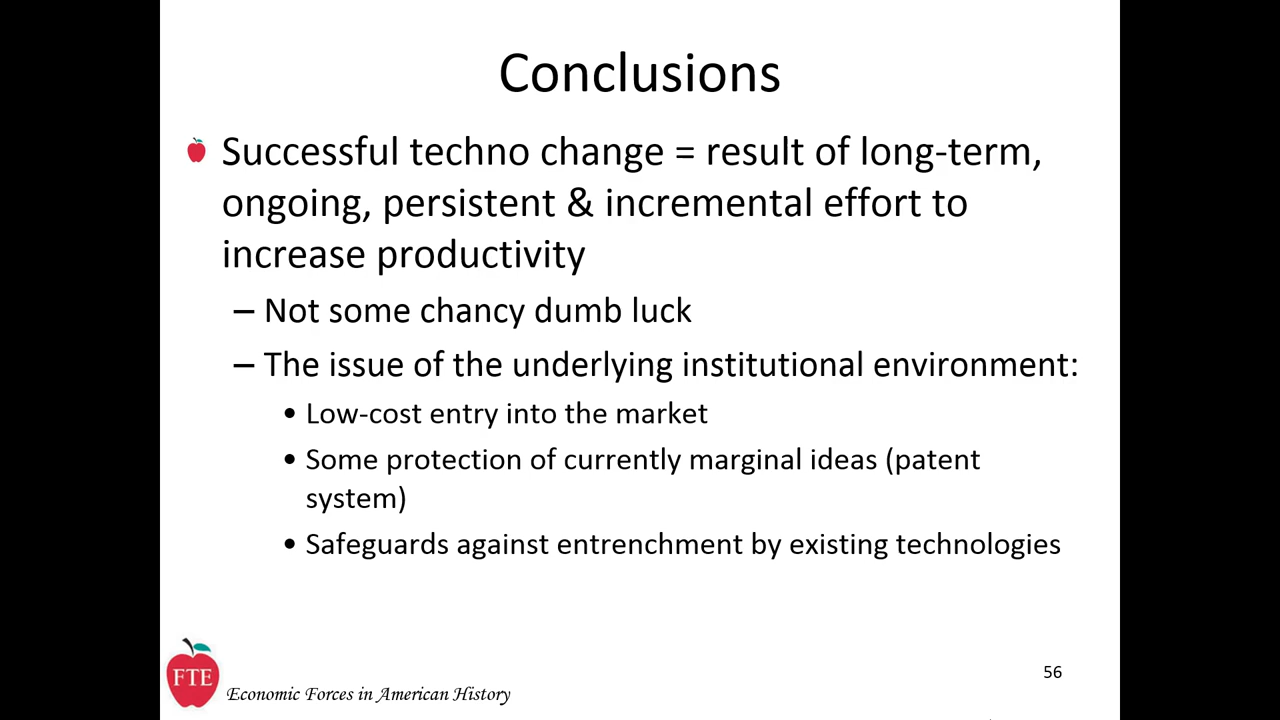 Conclusions
Successful techno change = result of long-term,
ongoing, persistent & incremental effort to
increase productivity
– Not some chancy dumb luck
– The issue of the underlying institutional environment:
• Low-cost entry into the market
• Some protection of currently marginal ideas (patent
system)
• Safeguards against entrenchment by existing technologies
FTE
Economic Forces in American History
56